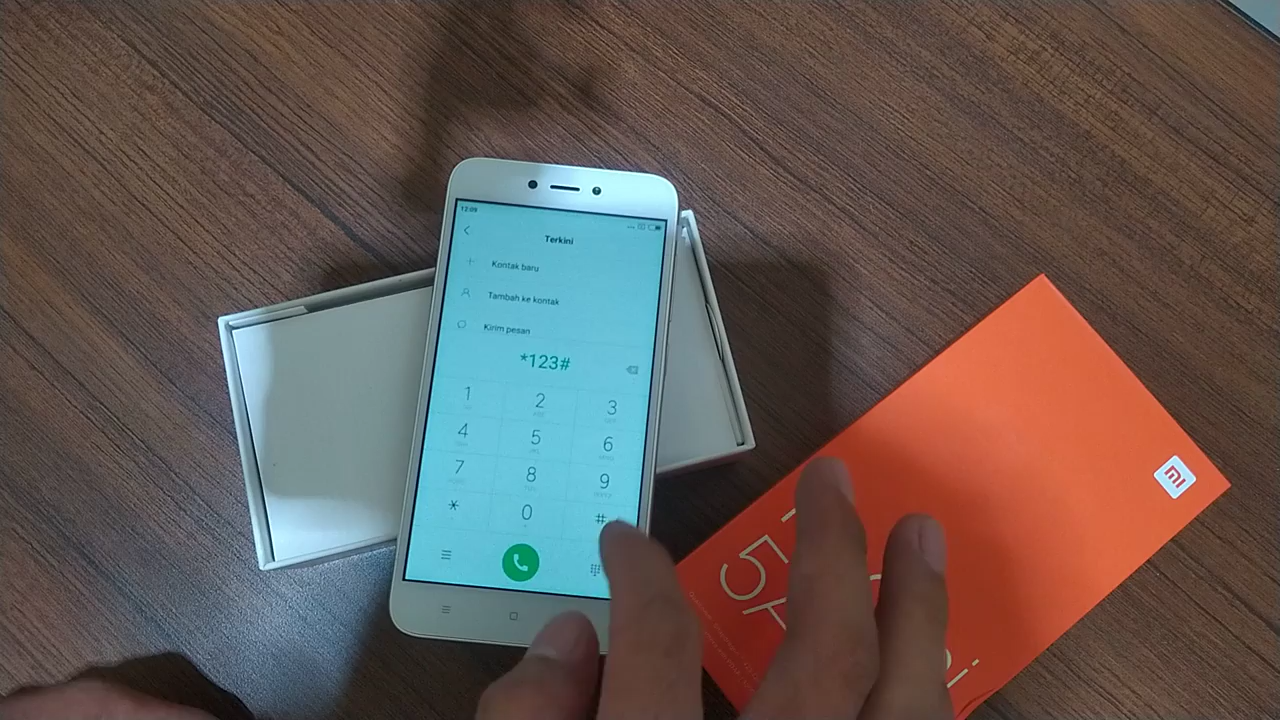 12:09
Terkini
Kontak baru
Tambah ke kontak
Kirim pesan
*123#
1
2
3
4
5
6
7
8
9
*
0
#
5A